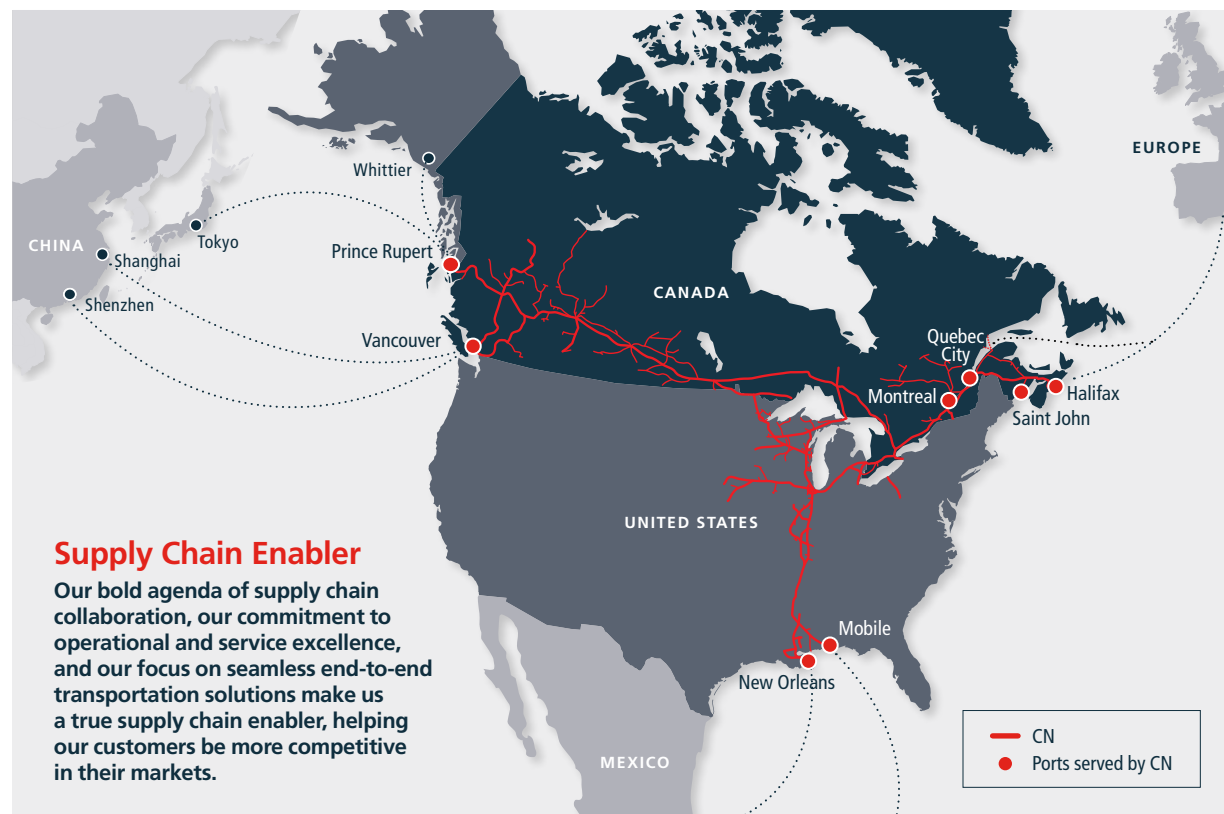 EUROPE
Whittier
CHINA
Tokyo
Shanghai
Shenzhen
Prince Rupert
Vancouver
CANADA
Quebec
City
Montreal
Halifax
Saint John
UNITED STATES
Supply Chain Enabler
Our bold agenda of supply chain
collaboration, our commitment to
operational and service excellence,
and our focus on seamless end-to-end
transportation solutions make us
a true supply chain enabler, helping
our customers be more competitive
in their markets.
Mobile
New Orleans
MEXICO
CN
Ports served by CN